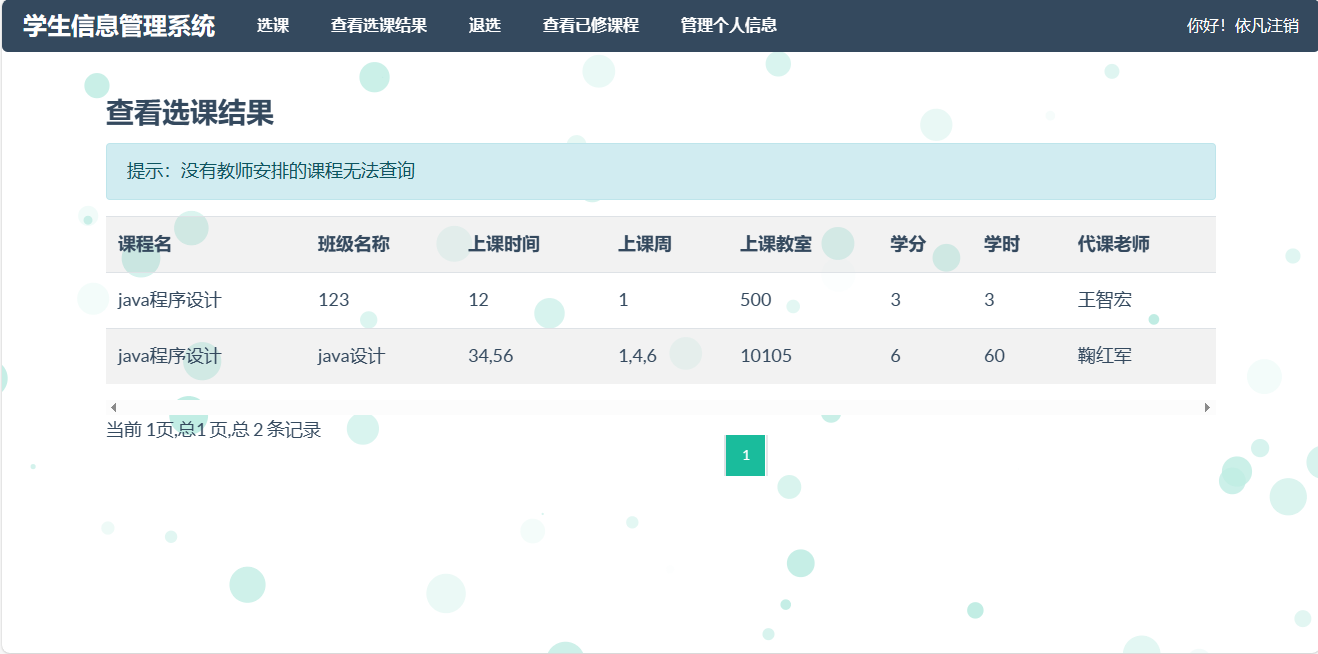 学生信息管理系统 选课 查看选课结果 退选 查看已修课程 管理个人信息 你好！依凡注销
查看选课结果
提示：没有教师安排的课程无法查询
课程名 班级名称 上课时间 上课周 上课教室 学分 学时 代课老师
java程序设计 123 12 1 500 3 3 王智宏
java程序设计 java设计 34,56 1,4,6 10105 6 60 鞠红军
当前 1页,总1 页,总 2 条记录
1